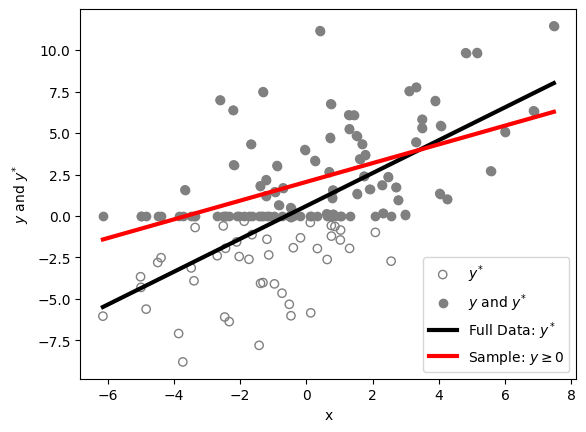 10.0
7.5
5.0
2.5
0.0
−2.5
−5.0
−7.5
y and y*
−6 −4 −2 0 2 4 6 8
x
y*
y and y*
Full Data: y*
Sample: y ≥ 0